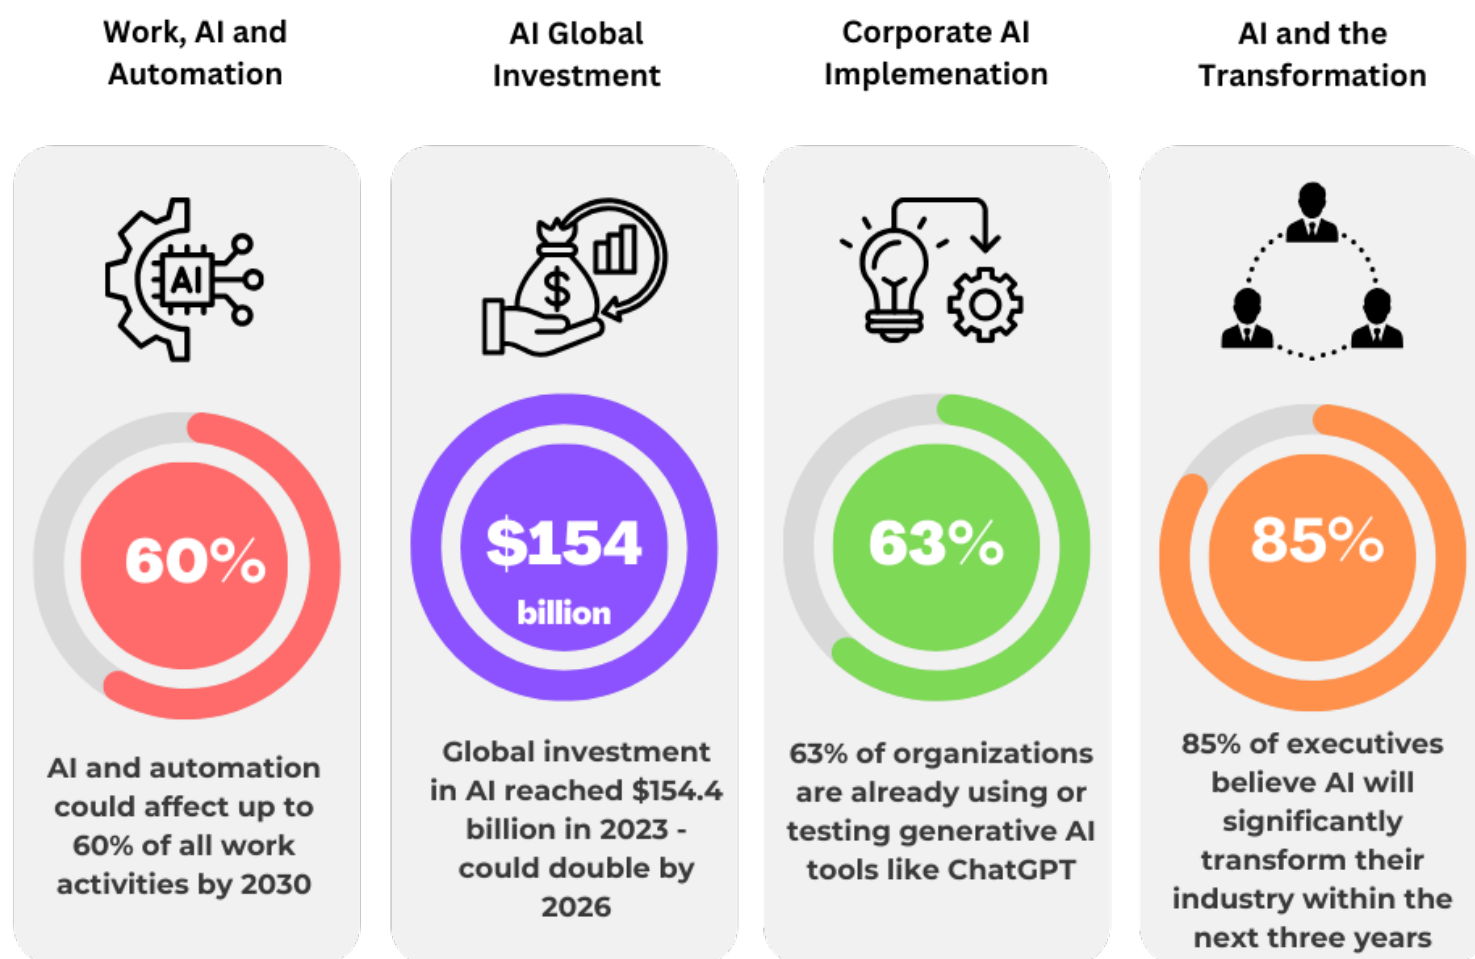 Work, AI and
Automation
AI
60%
AI and automation
could affect up to
60% of all work
activities by 2030
AI Global
Investment
$
$154
billion
Global investment
in AI reached $154.4
billion in 2023 -
could double by
2026
Corporate AI
Implemenation
63%
63% of organizations
are already using or
testing generative AI
tools like ChatGPT
AI and the
Transformation
85%
85% of executives
believe AI will
significantly
transform their
industry within the
next three years